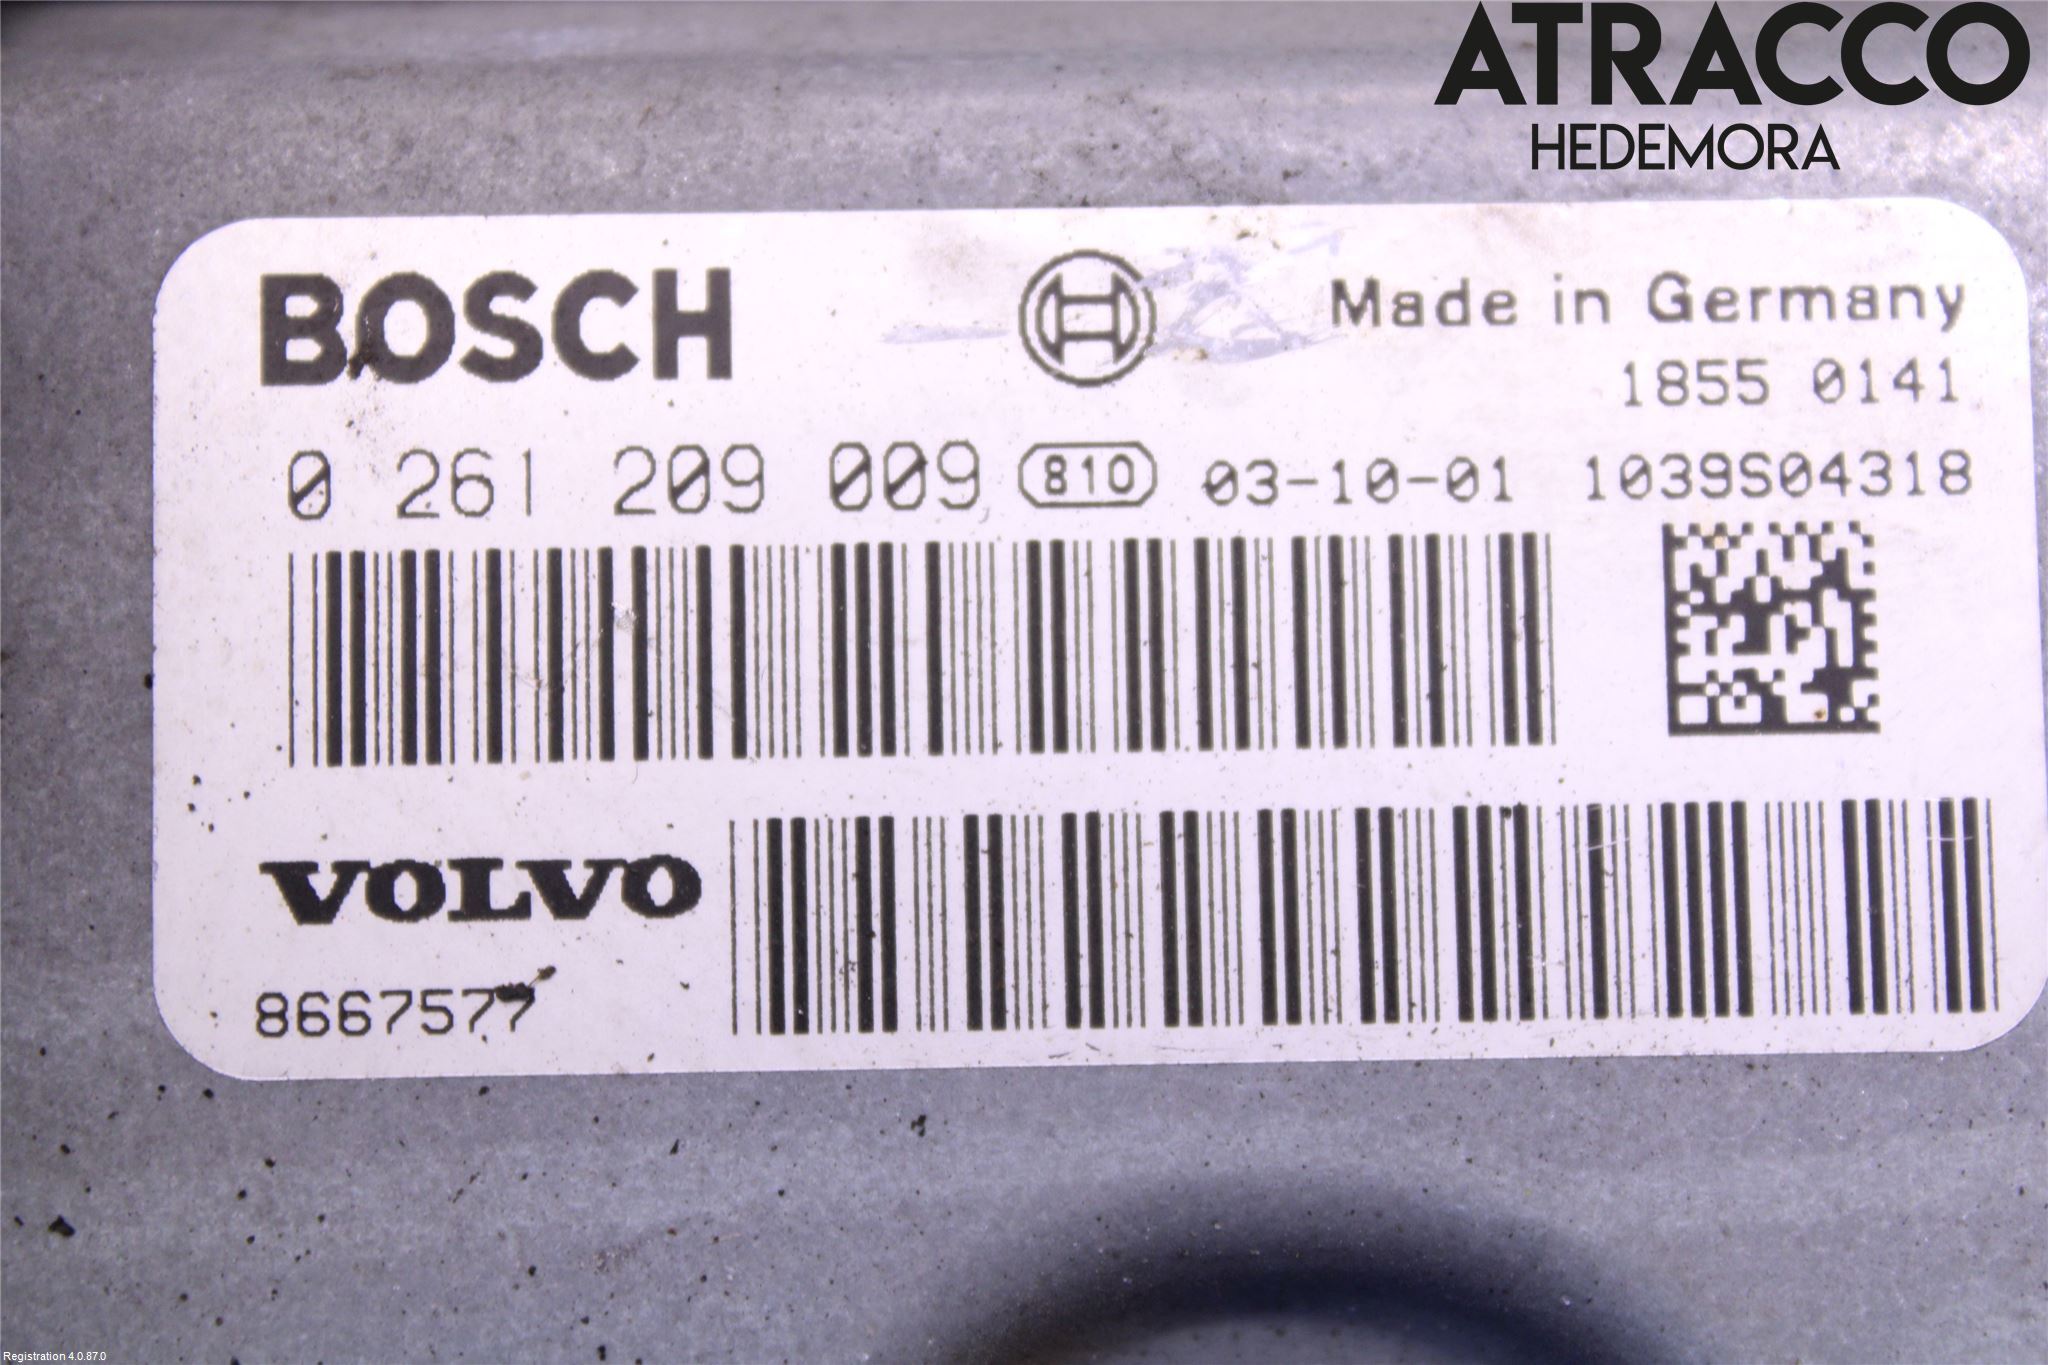 ATRACCO
HEDEMORA
BOSCH
Made in Germany
1855 0141
0 261 209 009 810 03-10-01 1039S04318
VOLVO
8667577
Registration 4.0.87.0